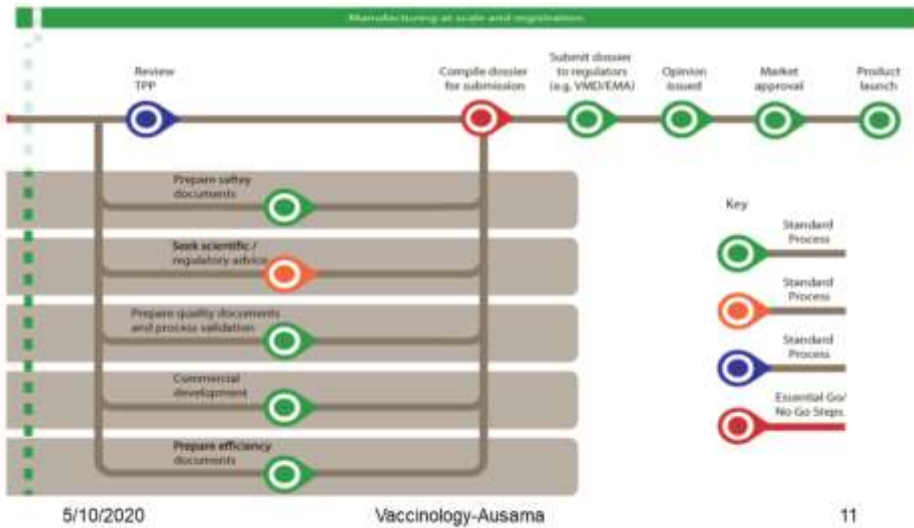 Manufacturing at scale and registration
Review
TPP
Compile dossier
for submission
Submit dossier
to regulators
(e.g. VMD/EMA)
Opinion
issued
Market
approval
Product
launch
Prepare saftey
documents
Seek scientific /
regulatory advice
Prepare quality documents
and process validation
Commercial
development
Prepare efficiency
documents
Key
Standard
Process
Standard
Process
Standard
Process
Essential Go/
No Go Steps
5/10/2020
Vaccinology-Ausama
11